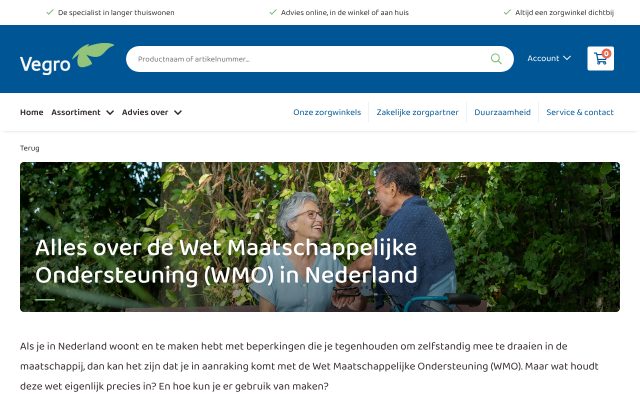 De specialist in langer thuiswonen
Advies online, in de winkel of aan huis
Altijd een zorgwinkel dichtbij
Vegro
Productnaam of artikelnummer...
Account
0
Home
Assortiment
Advies over
Onze zorgwinkels
Zakelijke zorgpartner
Duurzaamheid
Service & contact
Terug
Alles over de Wet Maatschappelijke
Ondersteuning (WMO) in Nederland
Als je in Nederland woont en te maken hebt met beperkingen die je tegenhouden om zelfstandig mee te draaien in de
maatschappij, dan kan het zijn dat je in aanraking komt met de Wet Maatschappelijke Ondersteuning (WMO). Maar wat houdt
deze wet eigenlijk precies in? En hoe kun je er gebruik van maken?